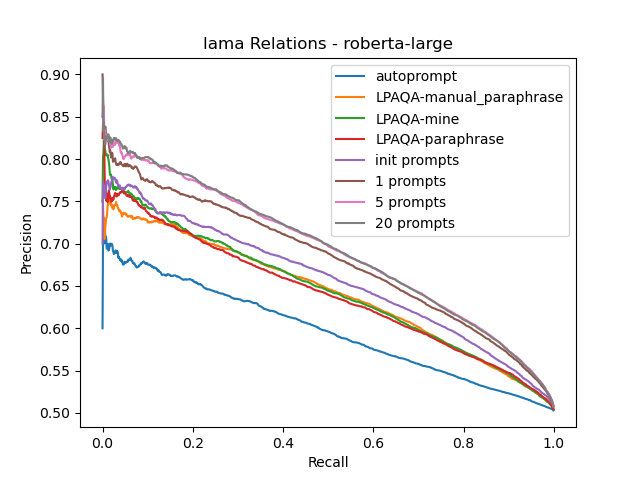 lama Relations - roberta-large
autoprompt
LPAQA-manual_paraphrase
LPAQA-mine
LPAQA-paraphrase
init prompts
1 prompts
5 prompts
20 prompts
Precision
0.90
0.85
0.80
0.75
0.70
0.65
0.60
0.55
0.50
0.0 0.2 0.4 0.6 0.8 1.0
Recall